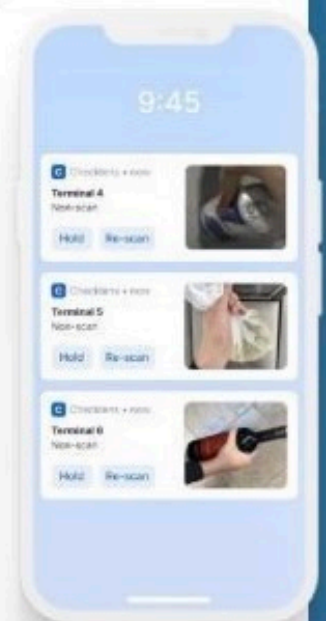 9:45
C
Terminal 4
Non-scan
Hold Re-scan
C
Terminal 5
Non-scan
Hold Re-scan
C
Terminal 6
Non-scan
Hold Re-scan